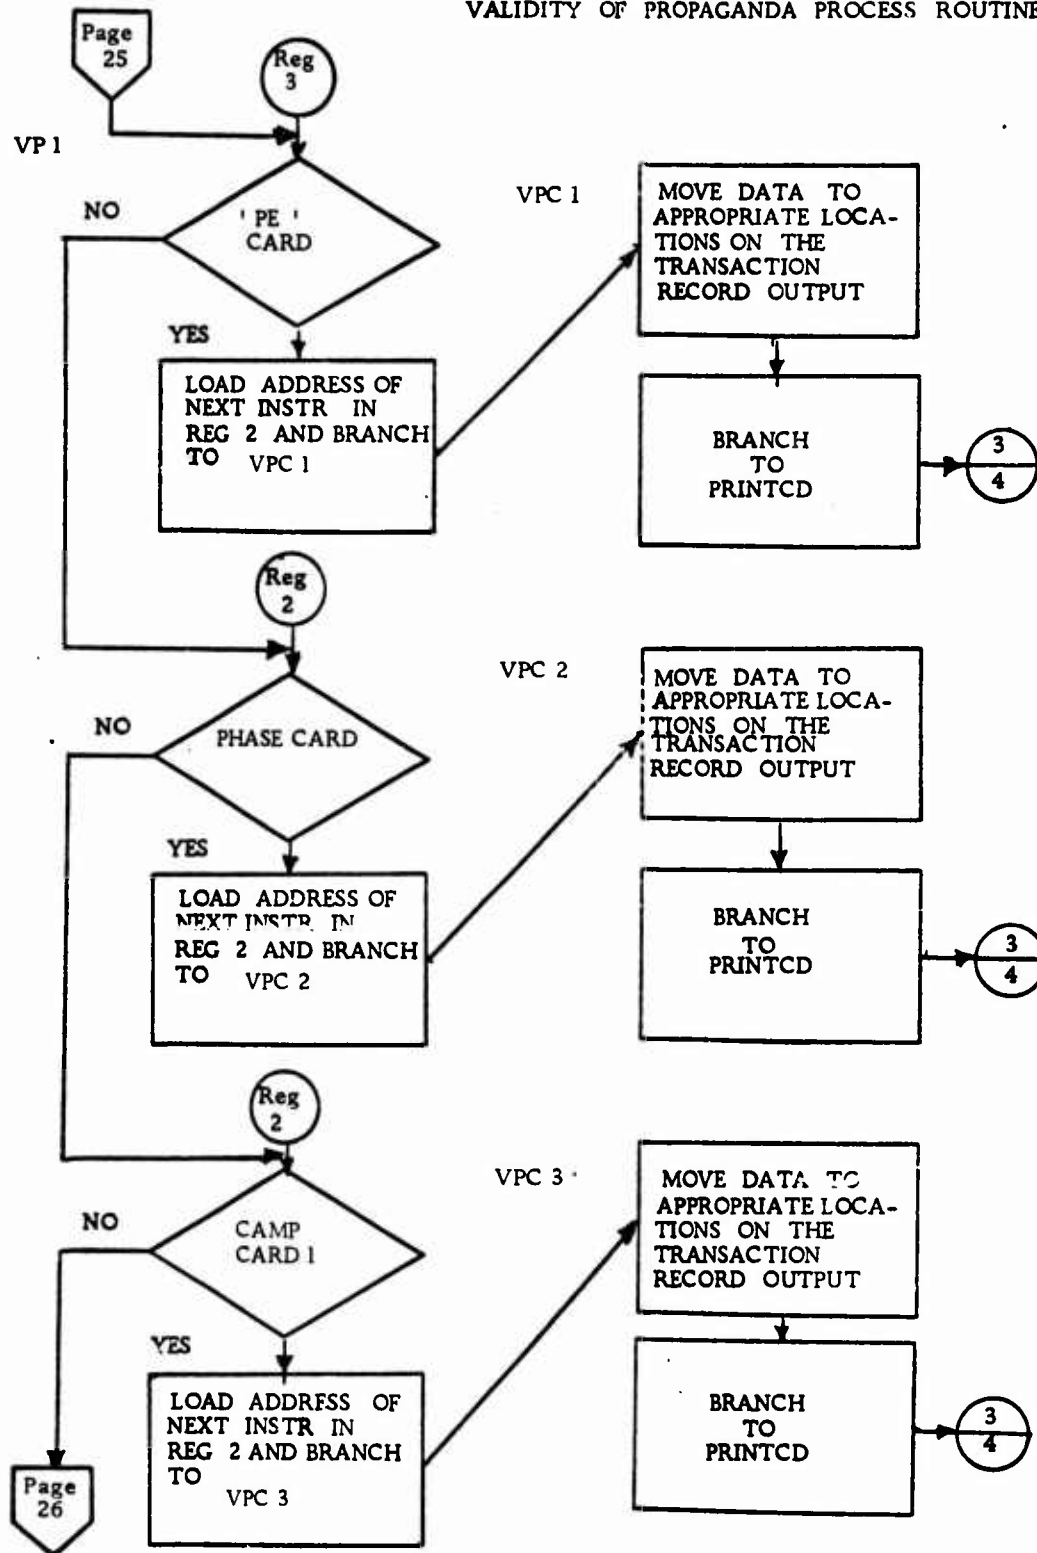 VALIDITY OF PROPAGANDA PROCESS ROUTINE
Page
25
Reg
3
VP 1
NO
' PE '
CARD
YES
LOAD ADDRESS OF
NEXT INSTR IN
REG 2 AND BRANCH
TO VPC 1
VPC 1
MOVE DATA TO
APPROPRIATE LOCA-
TIONS ON THE
TRANSACTION
RECORD OUTPUT
BRANCH
TO
PRINTCD
3
4
Reg
2
NO
PHASE CARD
YES
LOAD ADDRESS OF
NEXT INSTR IN
REG 2 AND BRANCH
TO VPC 2
VPC 2
MOVE DATA TO
APPROPRIATE LOCA-
TIONS ON THE
TRANSACTION
RECORD OUTPUT
BRANCH
TO
PRINTCD
3
4
Reg
2
NO
CAMP
CARD 1
YES
LOAD ADDRESS OF
NEXT INSTR IN
REG 2 AND BRANCH
TO
VPC 3
VPC 3
MOVE DATA TO
APPROPRIATE LOCA-
TIONS ON THE
TRANSACTION
RECORD OUTPUT
BRANCH
TO
PRINTCD
3
4
Page
26